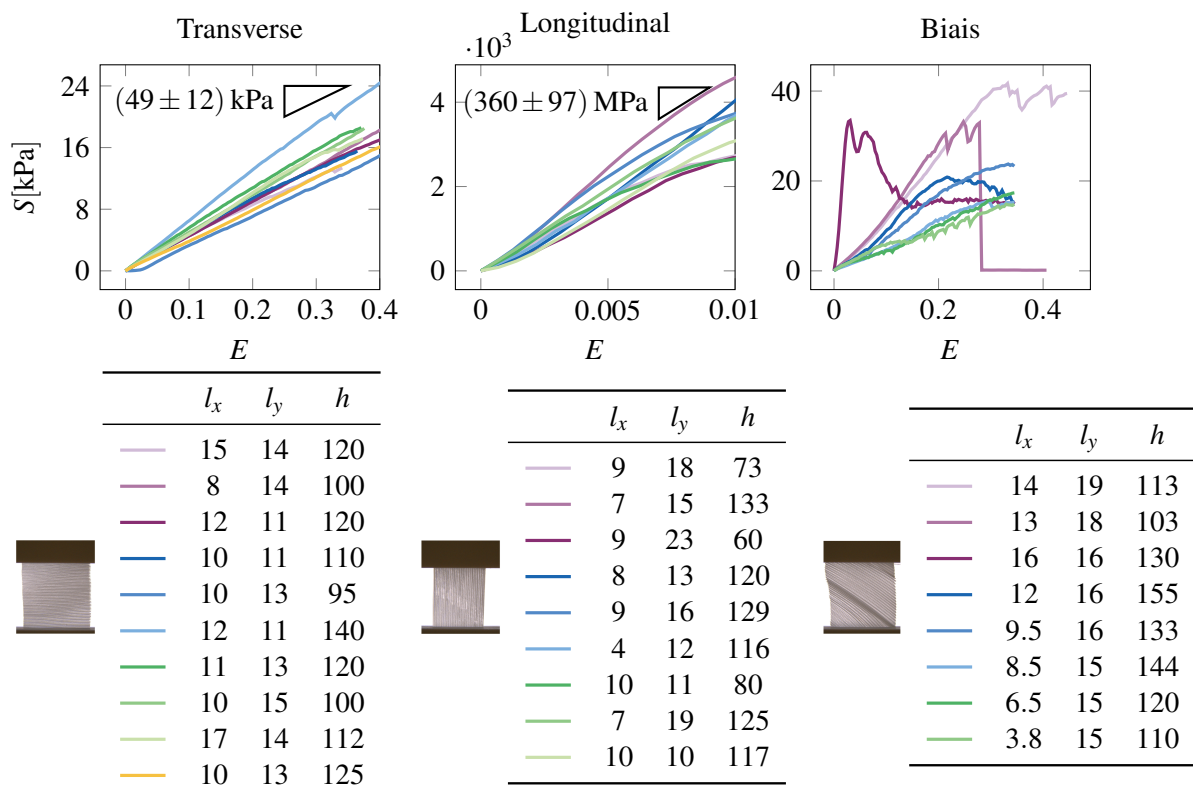 Transverse
Longitudinal
Biais
·10³
S[kPa]
24
16
8
0
(49 ± 12) kPa
0 0.1 0.2 0.3 0.4
E
4
2
0
(360 ± 97) MPa
0 0.005 0.01
E
40
20
0
0 0.2 0.4
E
l_x l_y h
15 14 120
8 14 100
12 11 120
10 11 110
10 13 95
12 11 140
11 13 120
10 15 100
17 14 112
10 13 125
l_x l_y h
9 18 73
7 15 133
9 23 60
8 13 120
9 16 129
4 12 116
10 11 80
7 19 125
10 10 117
l_x l_y h
14 19 113
13 18 103
16 16 130
12 16 155
9.5 16 133
8.5 15 144
6.5 15 120
3.8 15 110